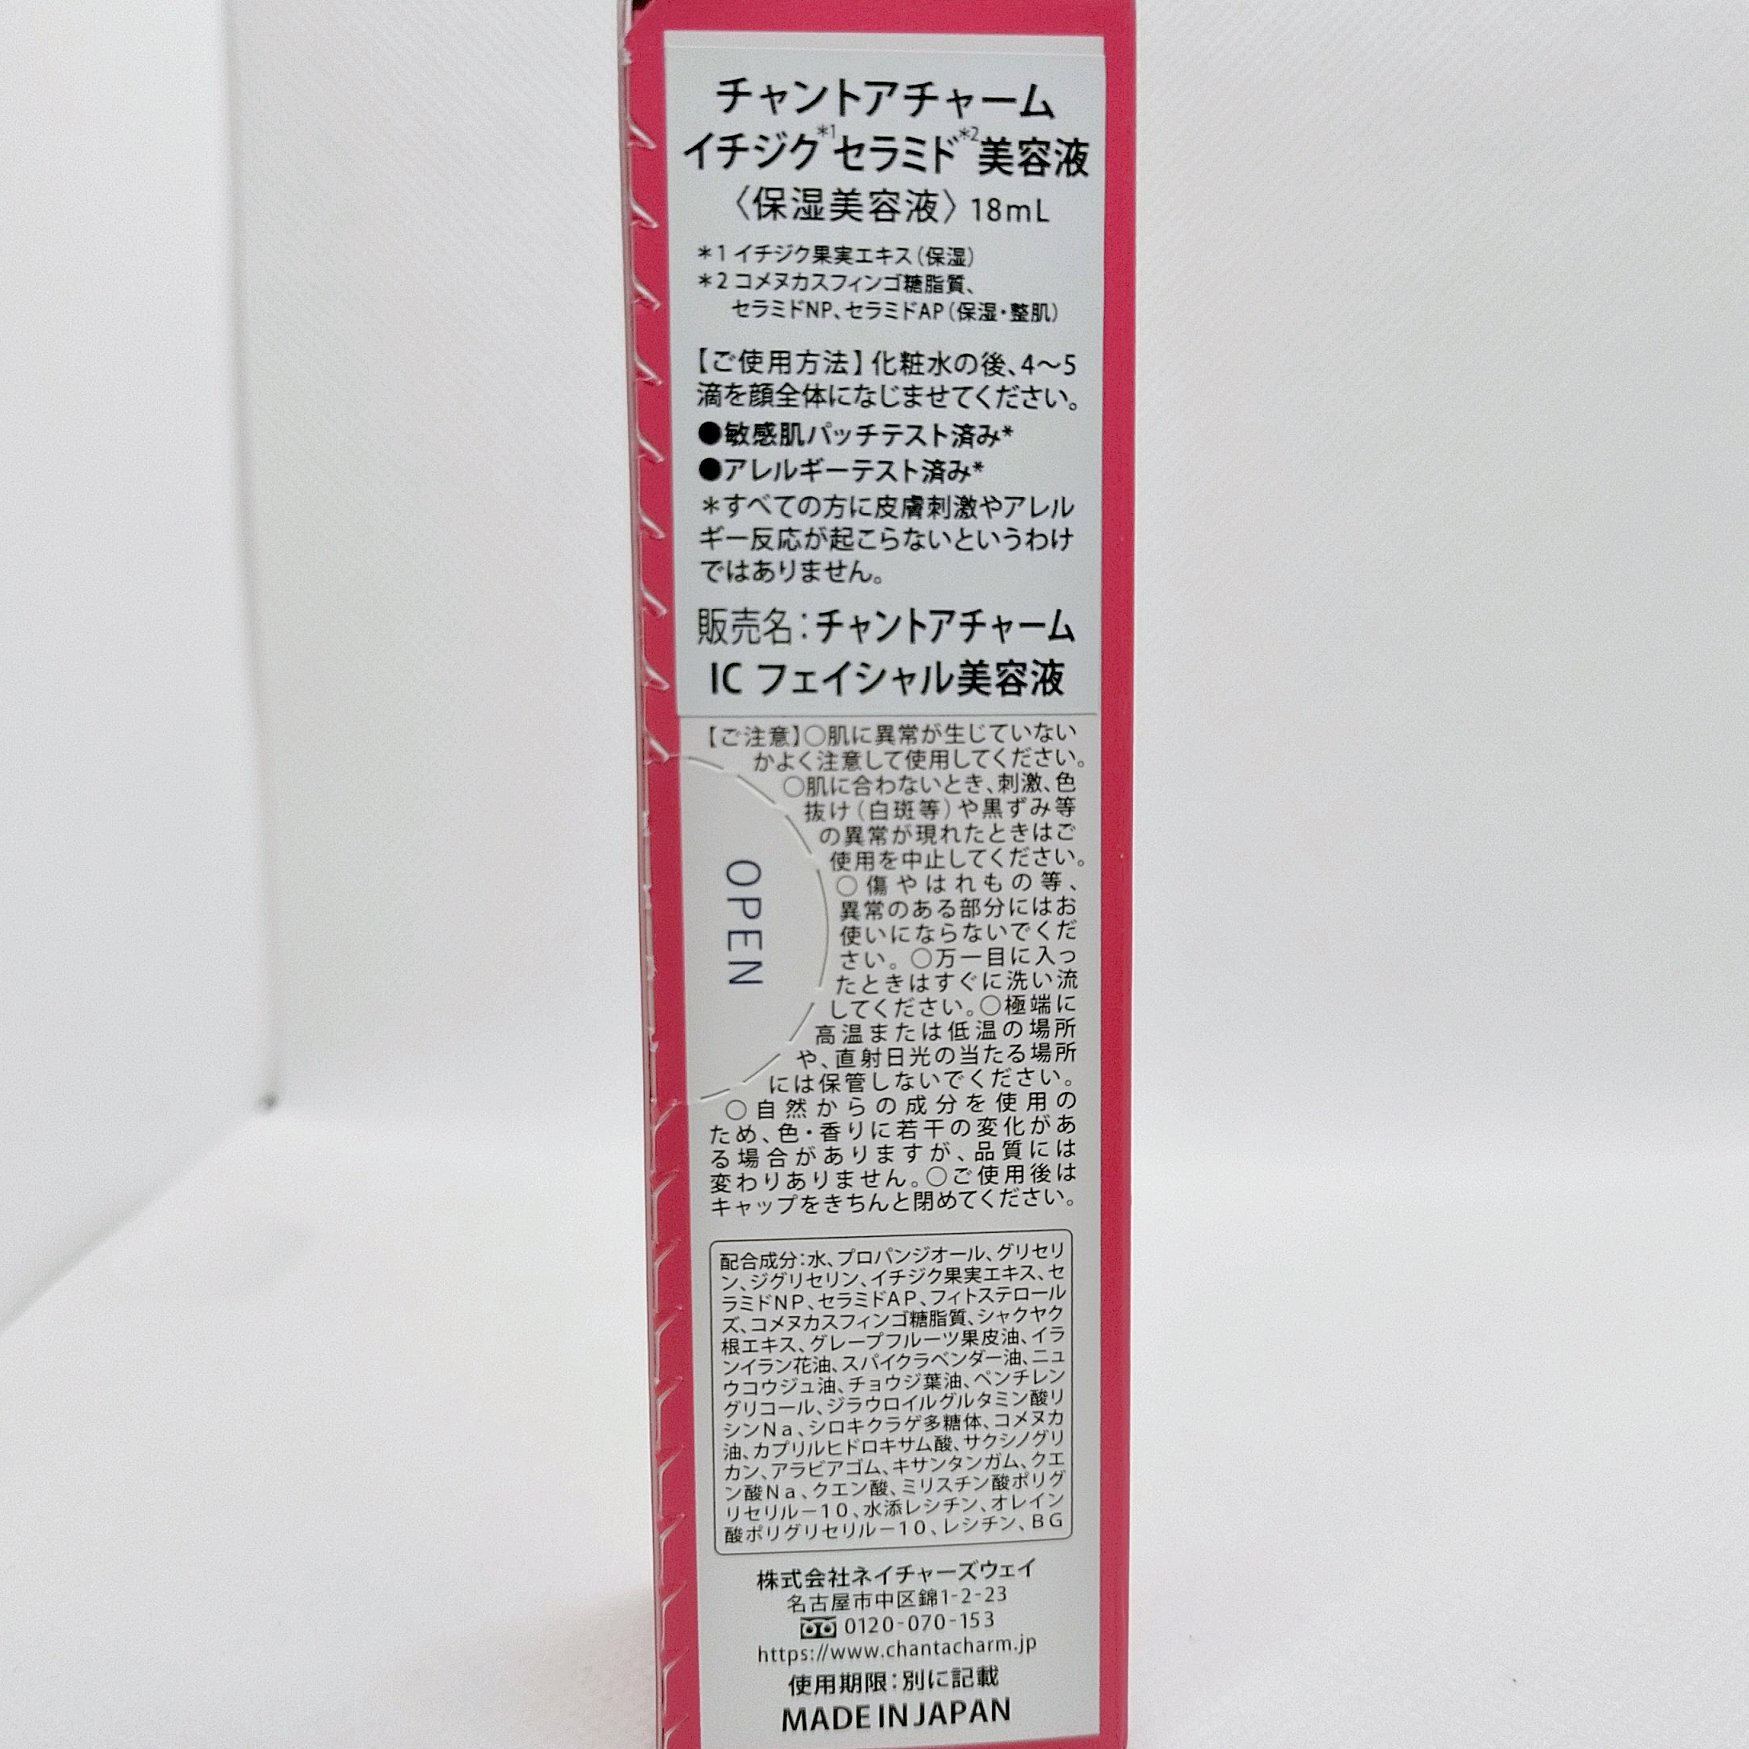 チャントアチャーム
イチジク*1セラミド*2美容液
〈保湿美容液〉18mL
*1 イチジク果実エキス(保湿)
*2 コメヌカスフィンゴ糖脂質、
セラミドNP、セラミドAP(保湿・整肌)
【ご使用方法】化粧水の後、4〜5
滴を顔全体になじませてください。
●敏感肌パッチテスト済み*
●アレルギーテスト済み*
*すべての方に皮膚刺激やアレル
ギー反応が起こらないというわけ
ではありません。
販売名:チャントアチャーム
IC フェイシャル美容液
【ご注意】○肌に異常が生じていない
かよく注意して使用してください。
○肌に合わないとき、刺激、色
抜け(白斑等)や黒ずみ等
の異常が現れたときはご
使用を中止してください。
○傷やはれもの等、
異常のある部分にはお
使いにならないでくだ
さい。○万一目に入っ
たときはすぐに洗い流
してください。○極端に
高温または低温の場所
や、直射日光の当たる場所
には保管しないでください。
○自然からの成分を使用の
ため、色・香りに若干の変化があ
る場合がありますが、品質には
変わりありません。○ご使用後は
キャップをきちんと閉めてください。
OPEN
配合成分:水、プロパンジオール、グリセリ
ン、ジグリセリン、イチジク果実エキス、セ
ラミドNP、セラミドAP、フィトステロール
ズ、コメヌカスフィンゴ糖脂質、シャクヤク
根エキス、グレープフルーツ果皮油、イラ
ンイラン花油、スパイクラベンダー油、ニュ
ウコウジュ油、チョウジ葉油、ペンチレン
グリコール、ジラウロイルグルタミン酸リ
シンNa、シロキクラゲ多糖体、コメヌカ
油、カプリルヒドロキサム酸、サクシノグリ
カン、アラビアゴム、キサンタンガム、クエ
ン酸Na、クエン酸、ミリスチン酸ポリグ
リセリル－10、水添レシチン、オレイン
酸ポリグリセリル－10、レシチン、BG
株式会社ネイチャーズウェイ
名古屋市中区錦1-2-23
0120-070-153
https://www.chantacharm.jp
使用期限:別に記載
MADE IN JAPAN